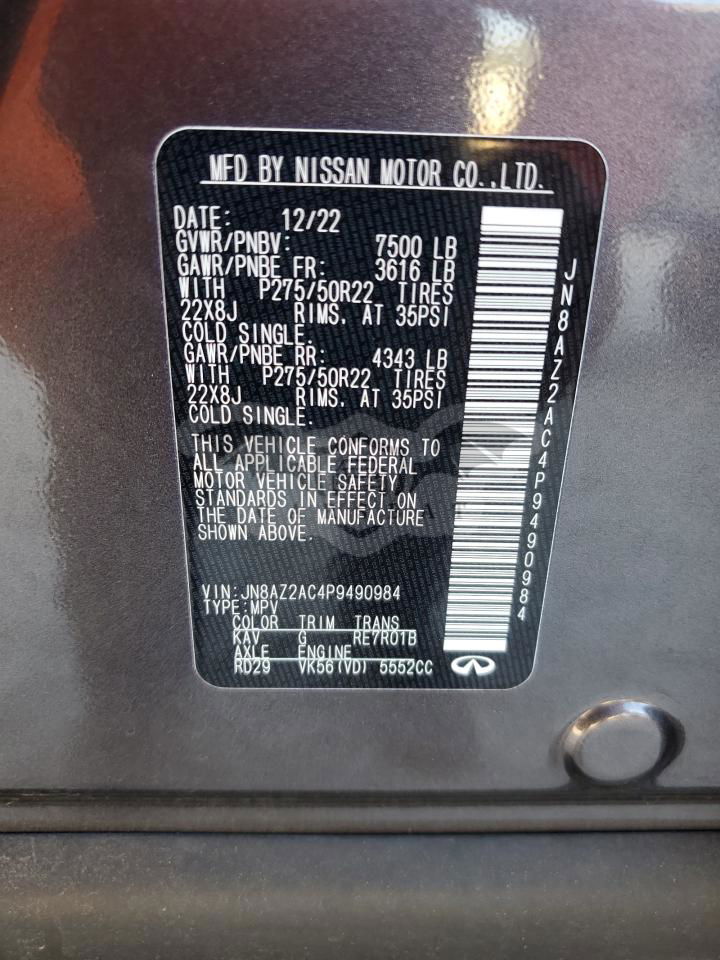 MFD BY NISSAN MOTOR CO.,LTD.
DATE: 12/22
GVWR/PNBV: 7500 LB
GAWR/PNBE FR: 3616 LB
WITH P275/50R22 TIRES
22X8J RIMS, AT 35PSI
COLD SINGLE.
GAWR/PNBE RR: 4343 LB
WITH P275/50R22 TIRES
22X8J RIMS, AT 35PSI
COLD SINGLE.
THIS VEHICLE CONFORMS TO
ALL APPLICABLE FEDERAL
MOTOR VEHICLE SAFETY
STANDARDS IN EFFECT ON
THE DATE OF MANUFACTURE
SHOWN ABOVE.
VIN:JN8AZ2AC4P9490984
TYPE:MPV
COLOR TRIM TRANS
KAV G RE7R01B
AXLE ENGINE
RD29 VK56(VD) 5552CC
JN8AZ2AC4P9490984